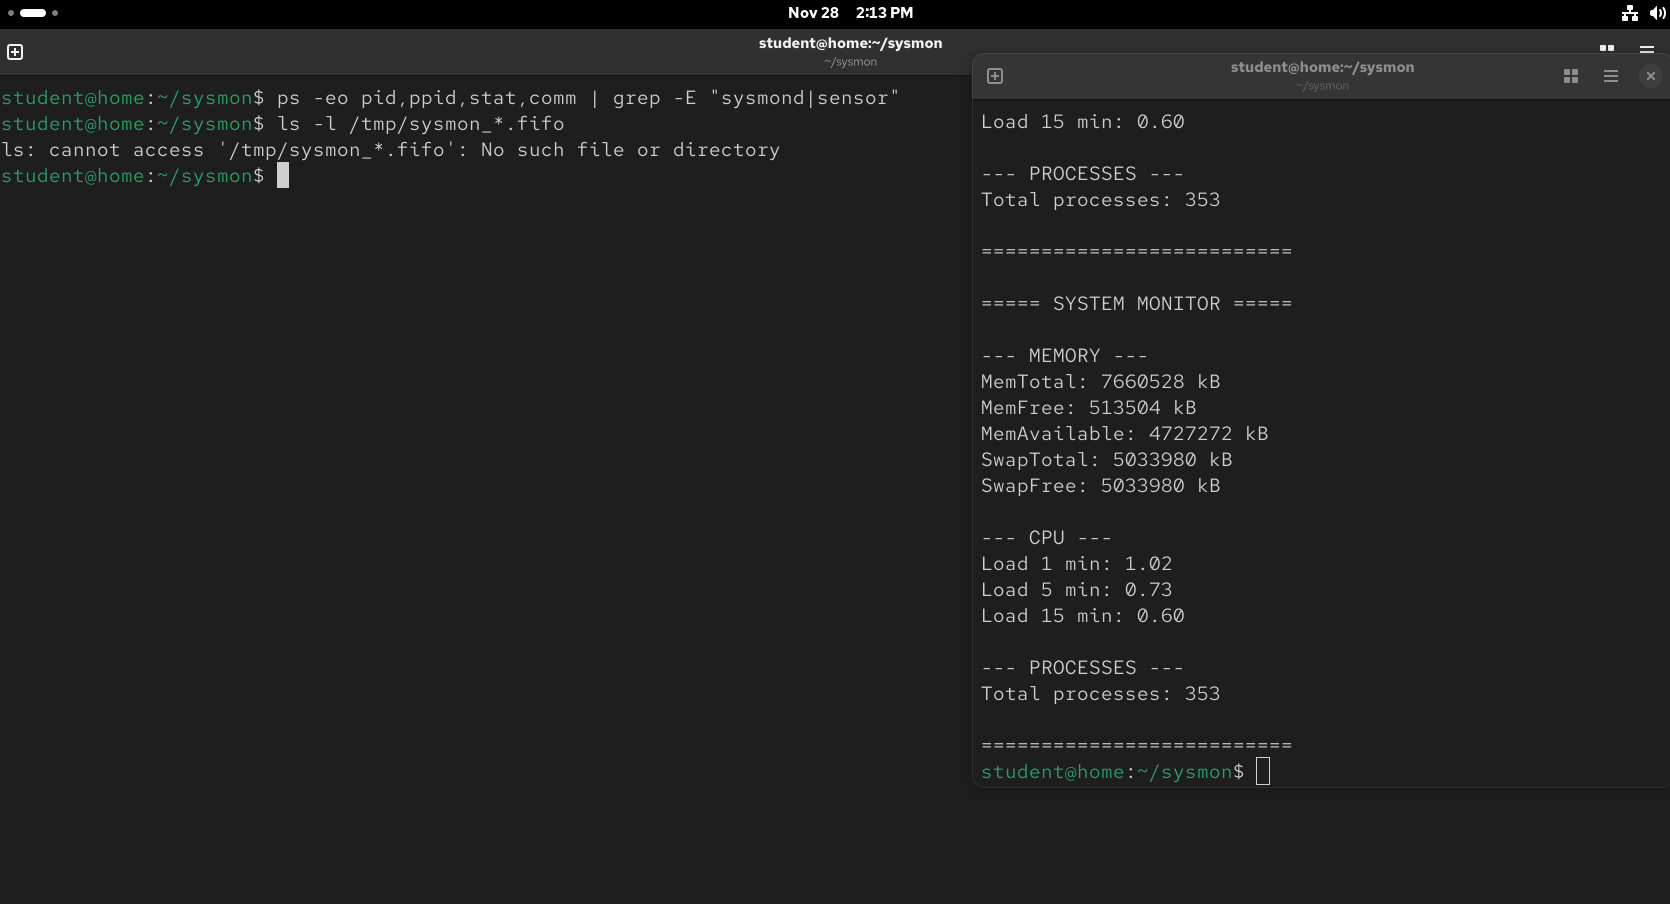 Nov 28 2:13 PM
student@home:~/sysmon
~/sysmon
student@home:~/sysmon$ ps -eo pid,ppid,stat,comm | grep -E "sysmond|sensor"
student@home:~/sysmon$ ls -l /tmp/sysmon_*.fifo
ls: cannot access '/tmp/sysmon_*.fifo': No such file or directory
student@home:~/sysmon$
student@home:~/sysmon
~/sysmon
Load 15 min: 0.60
--- PROCESSES ---
Total processes: 353
==========================
===== SYSTEM MONITOR =====
--- MEMORY ---
MemTotal: 7660528 kB
MemFree: 513504 kB
MemAvailable: 4727272 kB
SwapTotal: 5033980 kB
SwapFree: 5033980 kB
--- CPU ---
Load 1 min: 1.02
Load 5 min: 0.73
Load 15 min: 0.60
--- PROCESSES ---
Total processes: 353
==========================
student@home:~/sysmon$